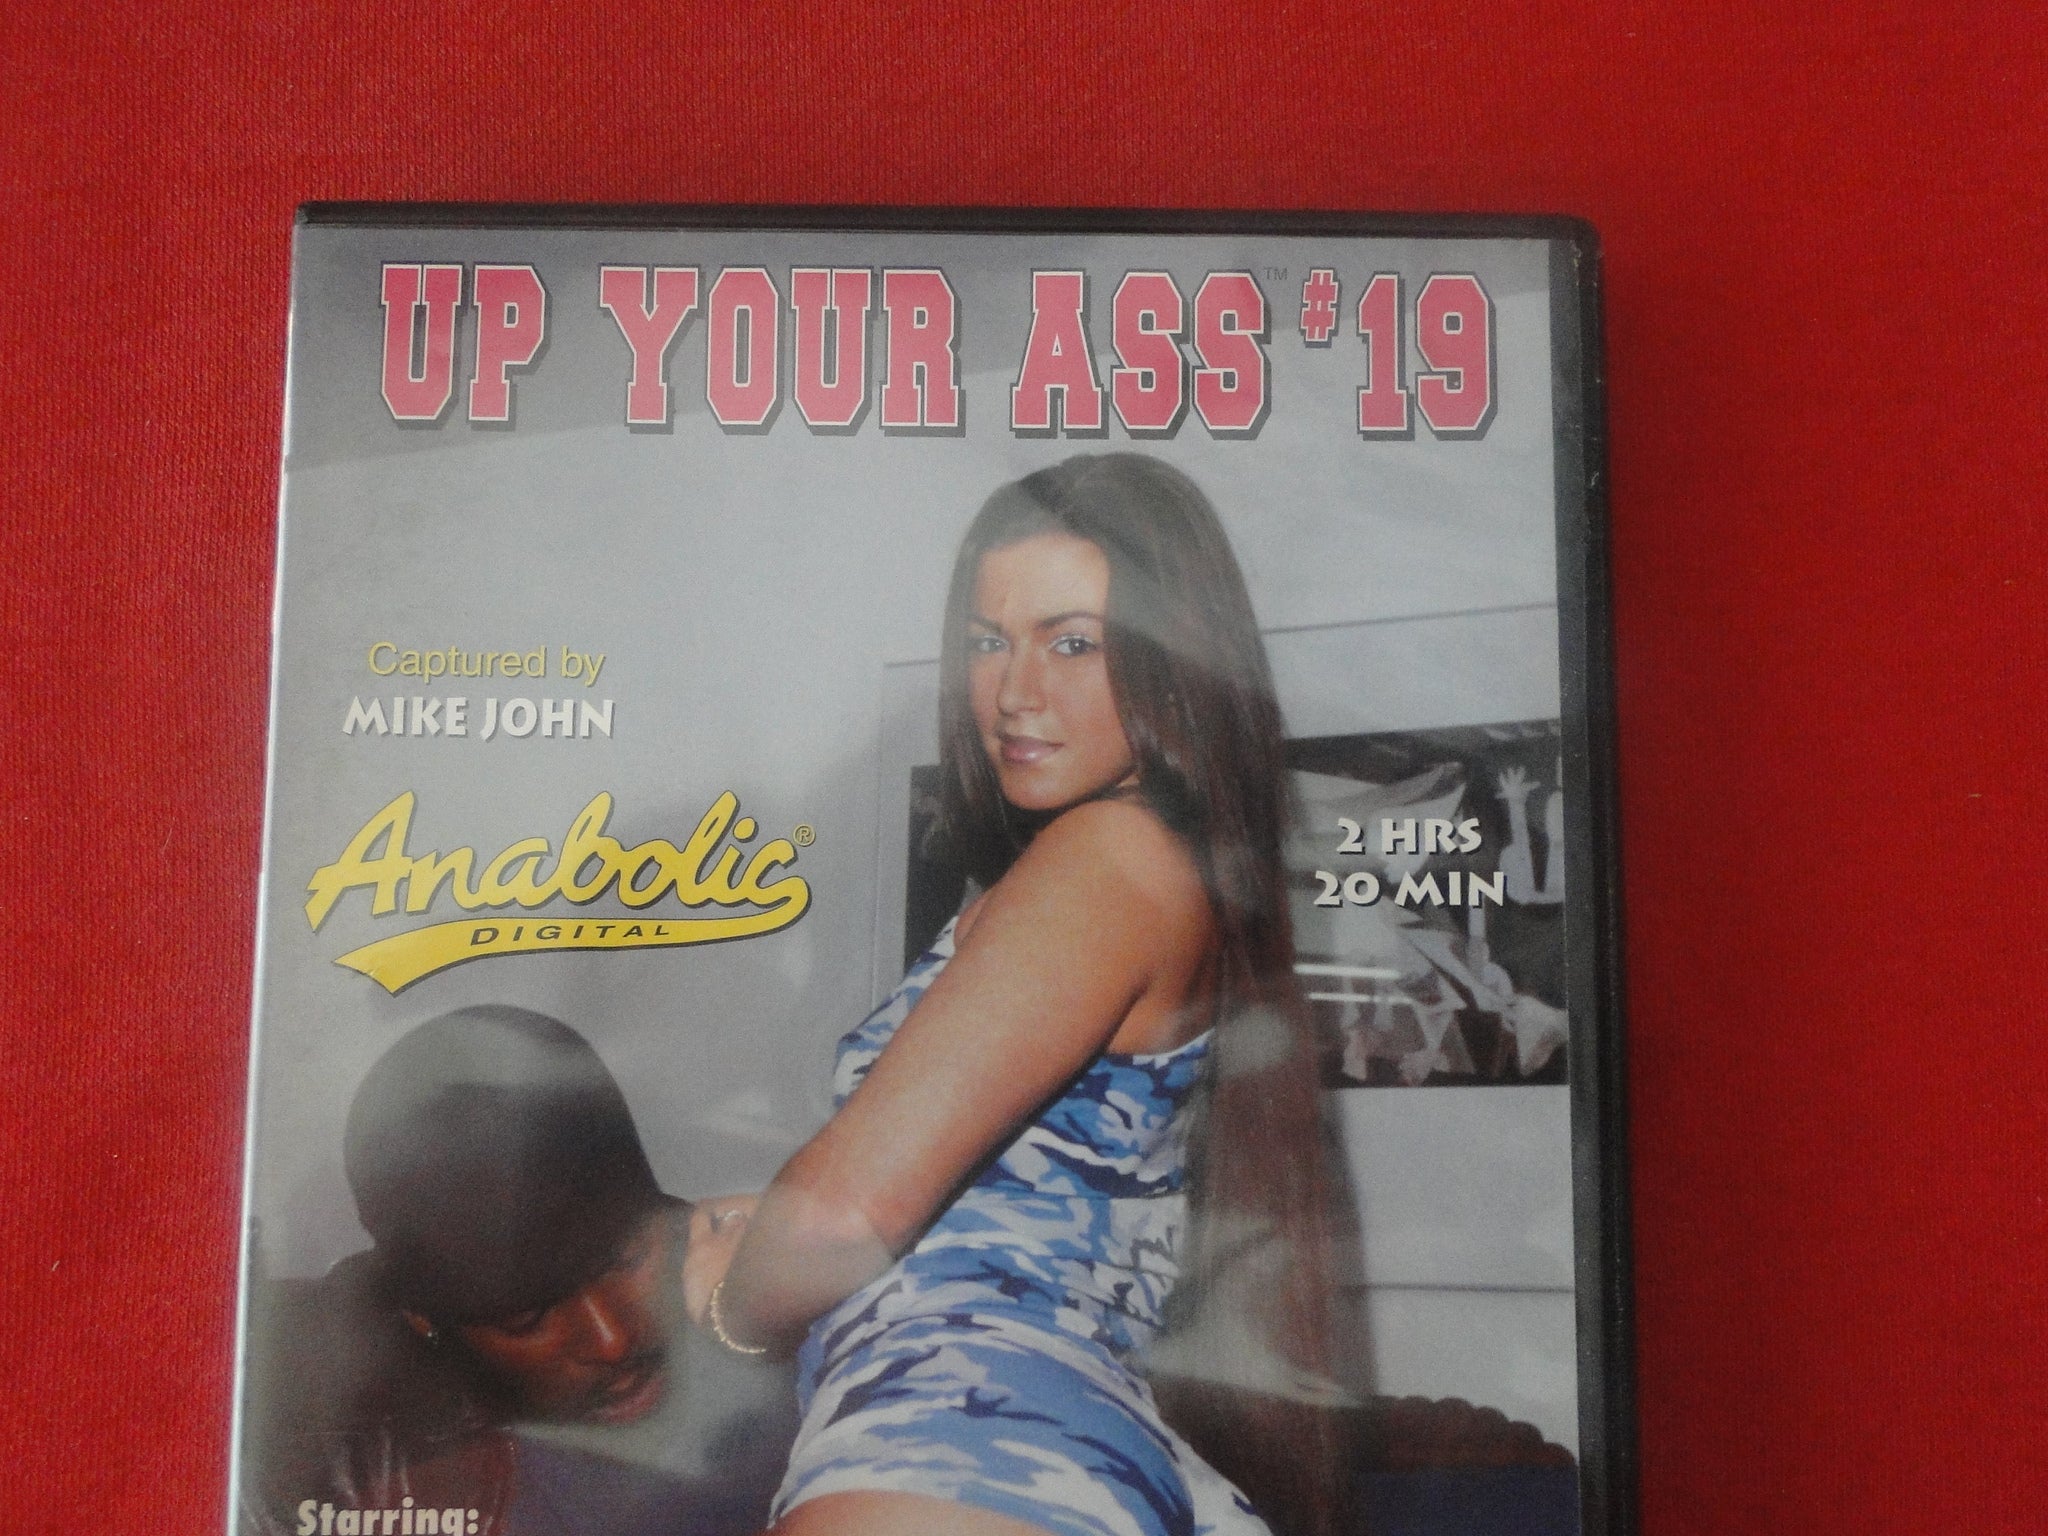 UP YOUR ASS™ #19
Captured by
MIKE JOHN
Anabolic®
DIGITAL
2 HRS
20 MIN
Starring: